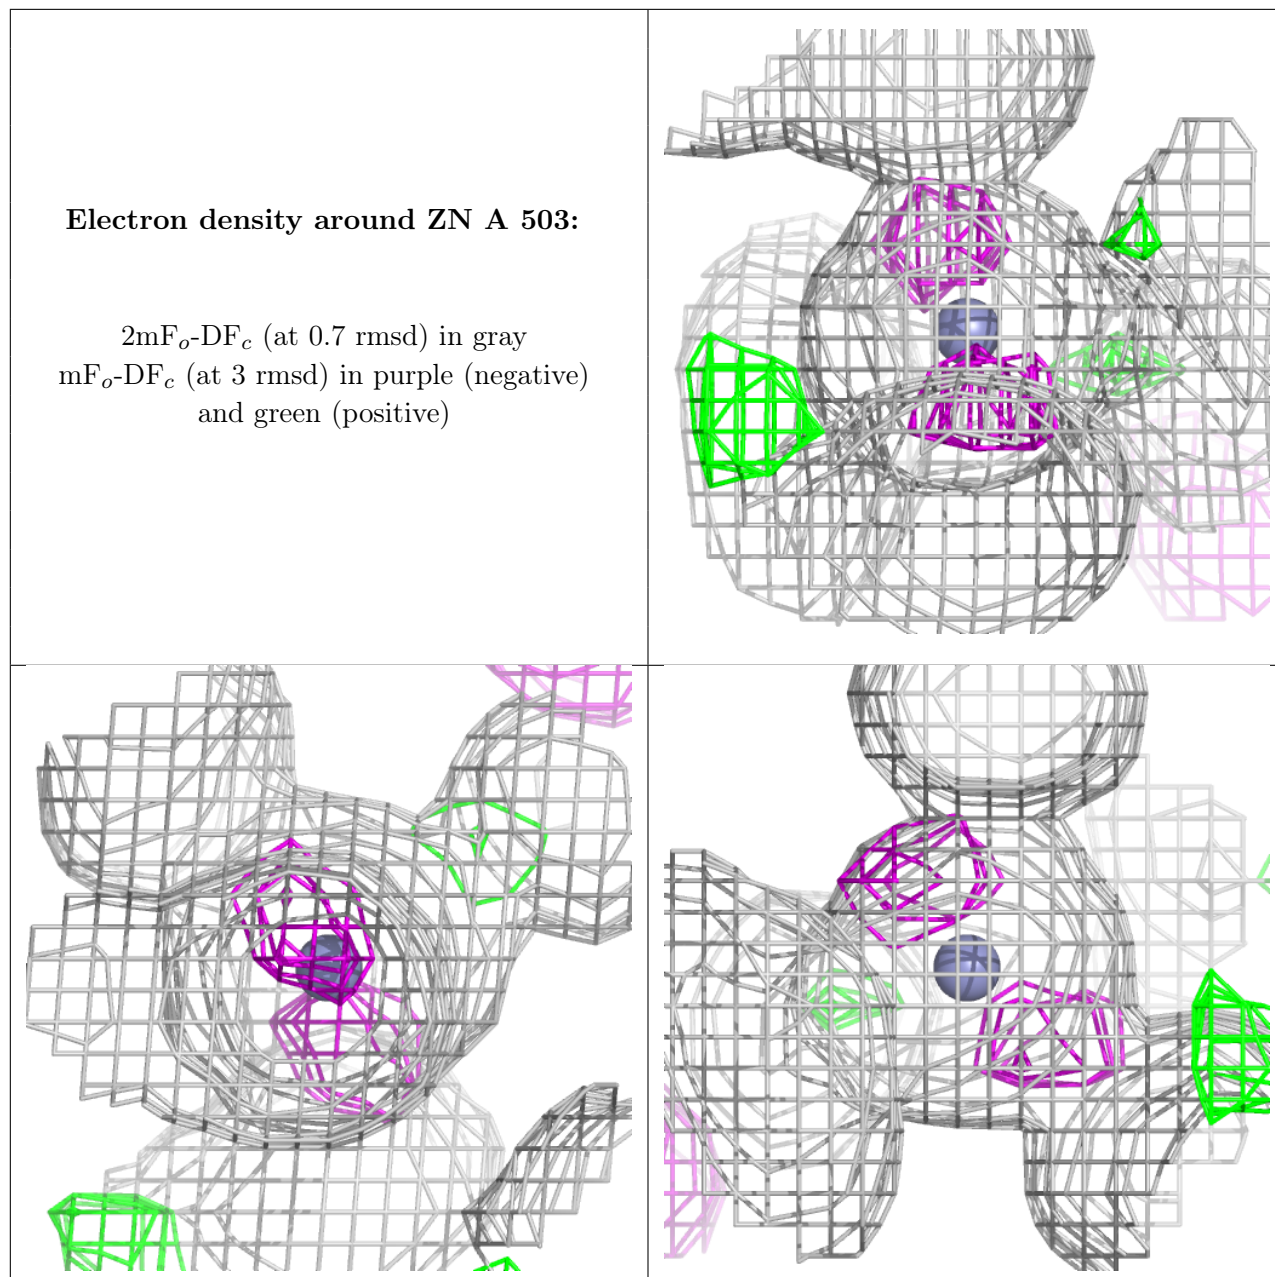 Electron density around ZN A 503:
2mFₒ-DF𝒸 (at 0.7 rmsd) in gray
mFₒ-DF𝒸 (at 3 rmsd) in purple (negative)
and green (positive)